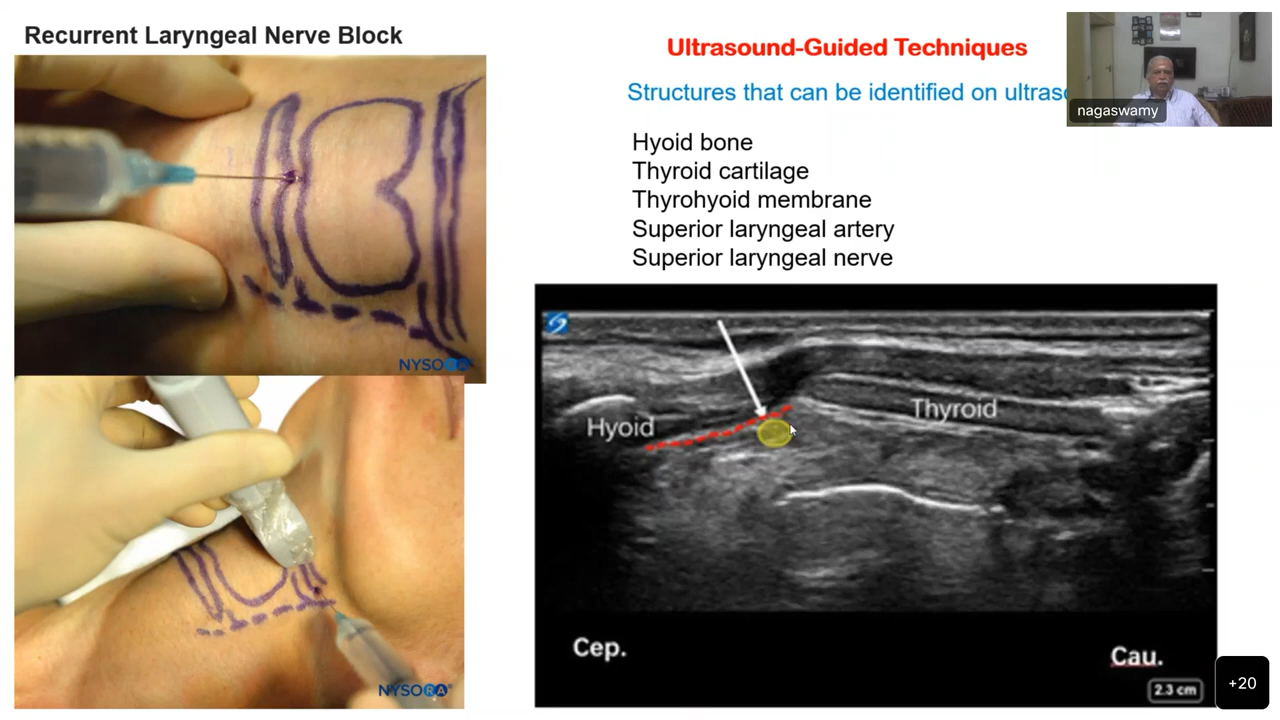 Recurrent Laryngeal Nerve Block
NYSORA®
NYSORA®
Ultrasound-Guided Techniques
Structures that can be identified on ultras
nagaswamy
Hyoid bone
Thyroid cartilage
Thyrohyoid membrane
Superior laryngeal artery
Superior laryngeal nerve
Hyoid
Thyroid
Cep.
Cau.
2.3 cm
+20